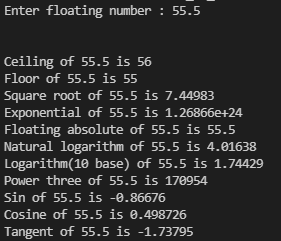 Enter floating number : 55.5
Ceiling of 55.5 is 56
Floor of 55.5 is 55
Square root of 55.5 is 7.44983
Exponential of 55.5 is 1.26866e+24
Floating absolute of 55.5 is 55.5
Natural logarithm of 55.5 is 4.01638
Logarithm(10 base) of 55.5 is 1.74429
Power three of 55.5 is 170954
Sin of 55.5 is -0.86676
Cosine of 55.5 is 0.498726
Tangent of 55.5 is -1.73795